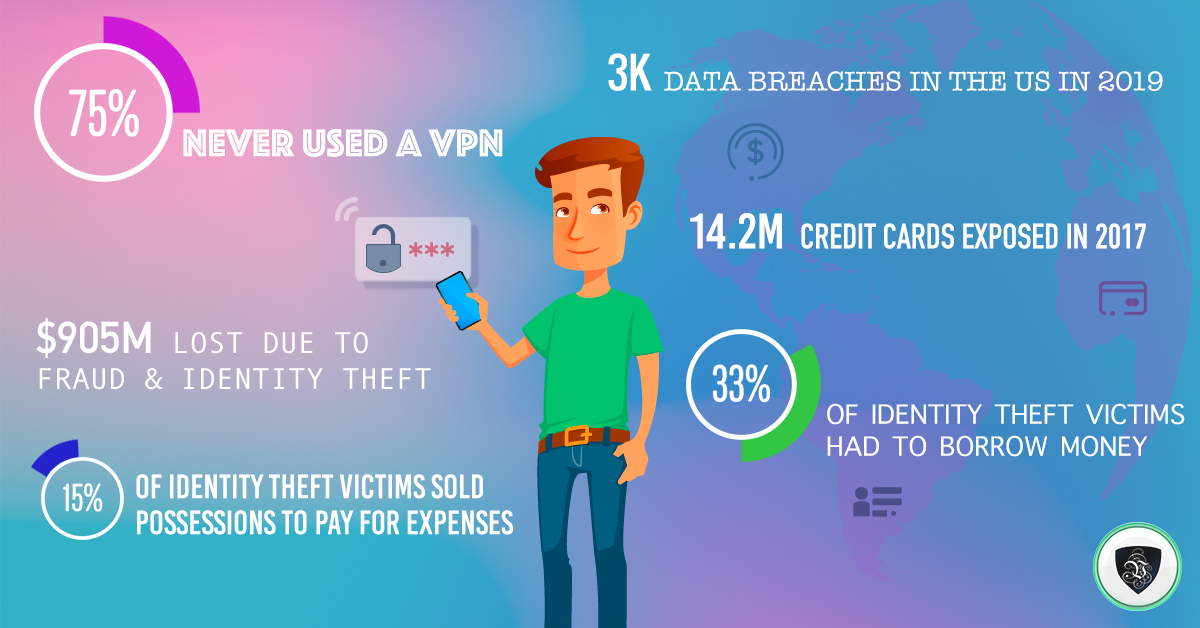 75%
NEVER USED A VPN
***
$905M LOST DUE TO
FRAUD & IDENTITY THEFT
15%
OF IDENTITY THEFT VICTIMS SOLD
POSSESSIONS TO PAY FOR EXPENSES
3K DATA BREACHES IN THE US IN 2019
$
14.2M CREDIT CARDS EXPOSED IN 2017
33%
OF IDENTITY THEFT VICTIMS
HAD TO BORROW MONEY